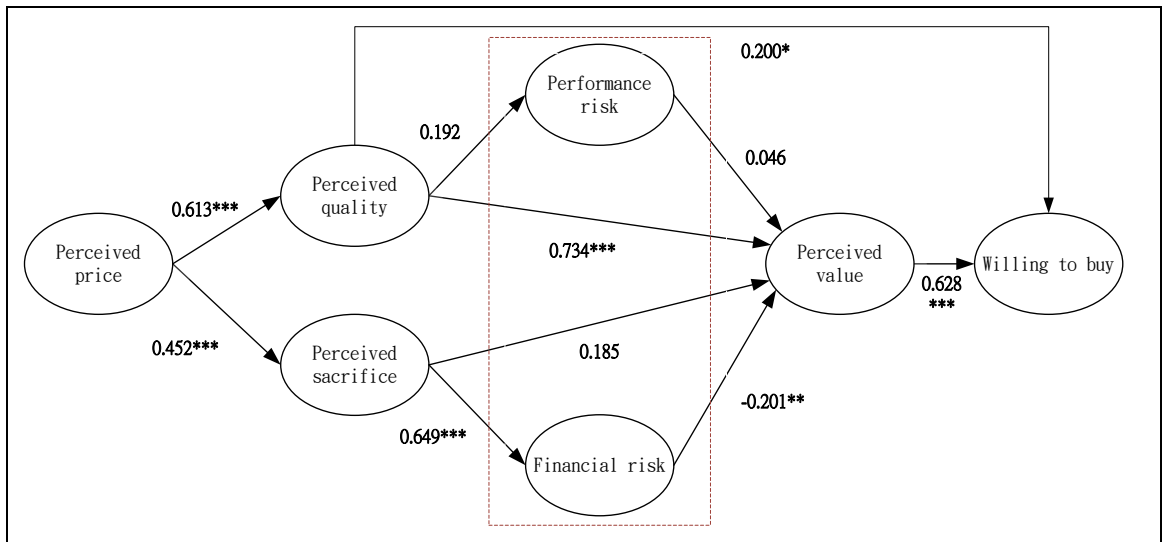 0.200*
Performance
risk
0.192
0.046
Perceived
quality
0.613***
0.734***
Perceived
price
Perceived
value
Willing to buy
0.628
***
0.452***
Perceived
sacrifice
0.185
0.649***
-0.201**
Financial risk